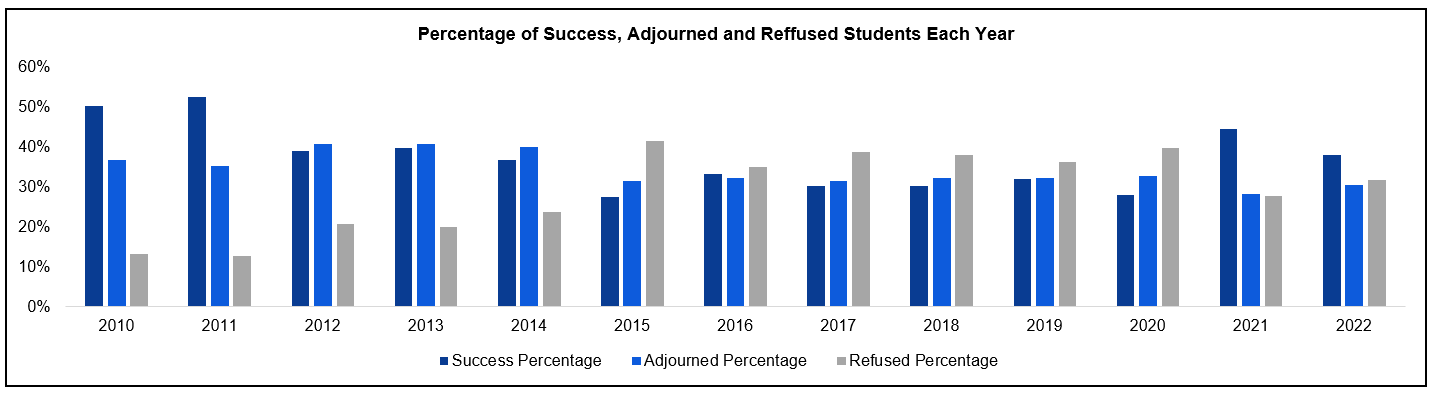 Percentage of Success, Adjourned and Reffused Students Each Year
60%
50%
40%
30%
20%
10%
0%
2010 2011 2012 2013 2014 2015 2016 2017 2018 2019 2020 2021 2022
Success Percentage Adjourned Percentage Refused Percentage